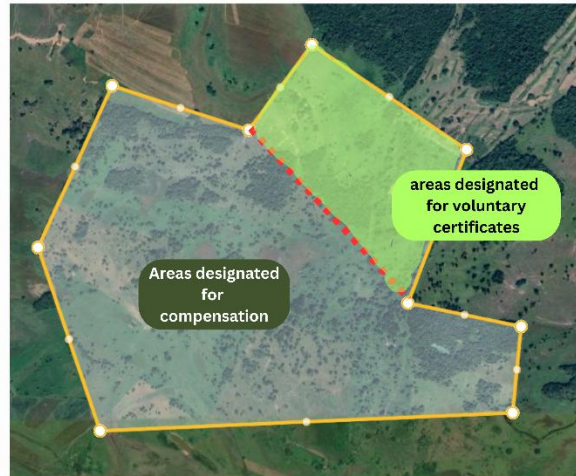 areas designated
for voluntary
certificates
Areas designated
for
compensation